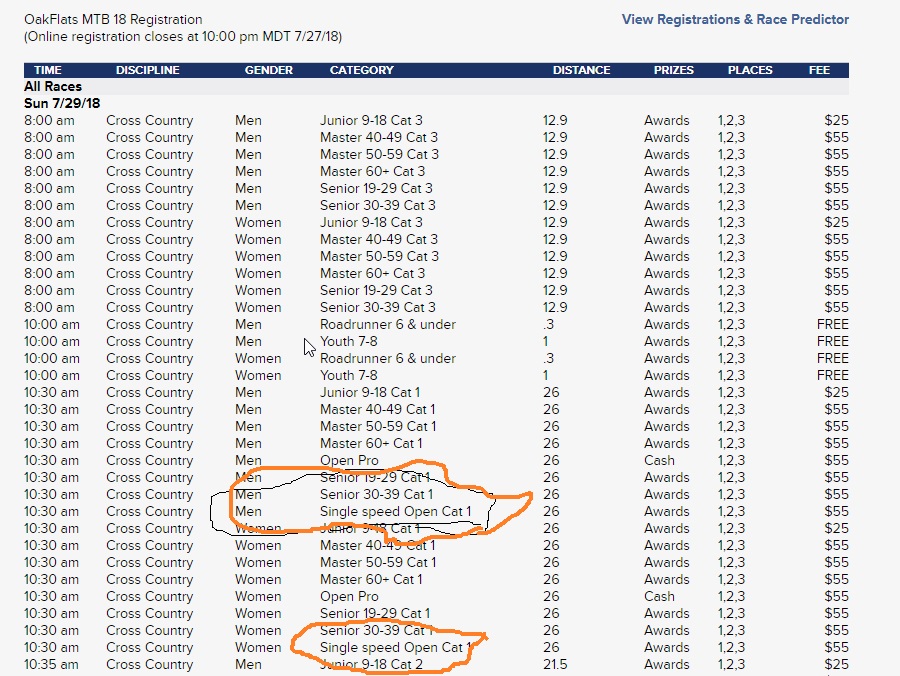 OakFlats MTB 18 Registration
View Registrations & Race Predictor
(Online registration closes at 10:00 pm MDT 7/27/18)
TIME DISCIPLINE GENDER CATEGORY DISTANCE PRIZES PLACES FEE
All Races
Sun 7/29/18
8:00 am Cross Country Men Junior 9-18 Cat 3 12.9 Awards 1,2,3 $25
8:00 am Cross Country Men Master 40-49 Cat 3 12.9 Awards 1,2,3 $55
8:00 am Cross Country Men Master 50-59 Cat 3 12.9 Awards 1,2,3 $55
8:00 am Cross Country Men Master 60+ Cat 3 12.9 Awards 1,2,3 $55
8:00 am Cross Country Men Senior 19-29 Cat 3 12.9 Awards 1,2,3 $55
8:00 am Cross Country Men Senior 30-39 Cat 3 12.9 Awards 1,2,3 $55
8:00 am Cross Country Women Junior 9-18 Cat 3 12.9 Awards 1,2,3 $25
8:00 am Cross Country Women Master 40-49 Cat 3 12.9 Awards 1,2,3 $55
8:00 am Cross Country Women Master 50-59 Cat 3 12.9 Awards 1,2,3 $55
8:00 am Cross Country Women Master 60+ Cat 3 12.9 Awards 1,2,3 $55
8:00 am Cross Country Women Senior 19-29 Cat 3 12.9 Awards 1,2,3 $55
8:00 am Cross Country Women Senior 30-39 Cat 3 12.9 Awards 1,2,3 $55
10:00 am Cross Country Men Roadrunner 6 & under .3 Awards 1,2,3 FREE
10:00 am Cross Country Men Youth 7-8 1 Awards 1,2,3 FREE
10:00 am Cross Country Women Roadrunner 6 & under .3 Awards 1,2,3 FREE
10:00 am Cross Country Women Youth 7-8 1 Awards 1,2,3 FREE
10:30 am Cross Country Men Junior 9-18 Cat 1 26 Awards 1,2,3 $25
10:30 am Cross Country Men Master 40-49 Cat 1 26 Awards 1,2,3 $55
10:30 am Cross Country Men Master 50-59 Cat 1 26 Awards 1,2,3 $55
10:30 am Cross Country Men Master 60+ Cat 1 26 Awards 1,2,3 $55
10:30 am Cross Country Men Open Pro 26 Cash 1,2,3 $55
10:30 am Cross Country Men Senior 19-29 Cat 1 26 Awards 1,2,3 $55
10:30 am Cross Country Men Senior 30-39 Cat 1 26 Awards 1,2,3 $55
10:30 am Cross Country Men Single speed Open Cat 1 26 Awards 1,2,3 $55
10:30 am Cross Country Women Junior 9-18 Cat 1 26 Awards 1,2,3 $25
10:30 am Cross Country Women Master 40-49 Cat 1 26 Awards 1,2,3 $55
10:30 am Cross Country Women Master 50-59 Cat 1 26 Awards 1,2,3 $55
10:30 am Cross Country Women Master 60+ Cat 1 26 Awards 1,2,3 $55
10:30 am Cross Country Women Open Pro 26 Cash 1,2,3 $55
10:30 am Cross Country Women Senior 19-29 Cat 1 26 Awards 1,2,3 $55
10:30 am Cross Country Women Senior 30-39 Cat 1 26 Awards 1,2,3 $55
10:30 am Cross Country Women Single speed Open Cat 1 26 Awards 1,2,3 $55
10:35 am Cross Country Men Junior 9-18 Cat 2 21.5 Awards 1,2,3 $25